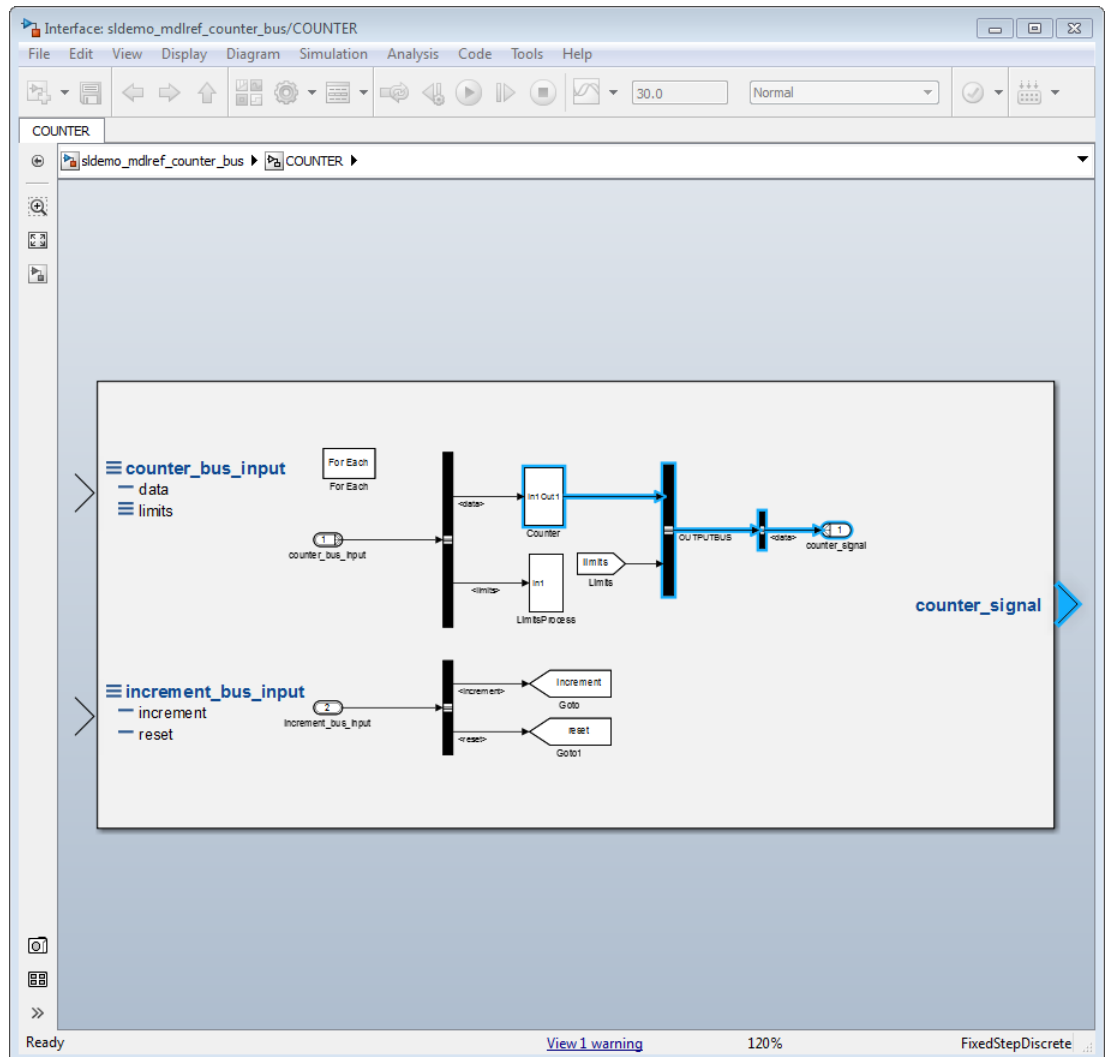 Interface: sldemo_mdlref_counter_bus/COUNTER
File Edit View Display Diagram Simulation Analysis Code Tools Help
30.0 Normal
COUNTER
sldemo_mdlref_counter_bus COUNTER
counter_bus_input
data
limits
For Each
For Each
1
counter_bus_input
<data>
In1 Out1
Counter
<limits>
In1
LimitsProcess
limits
Limits
OUTPUTBUS
<data>
1
counter_signal
counter_signal
increment_bus_input
increment
reset
2
increment_bus_input
<increment>
increment
Goto
<reset>
reset
Goto1
Ready View 1 warning 120% FixedStepDiscrete